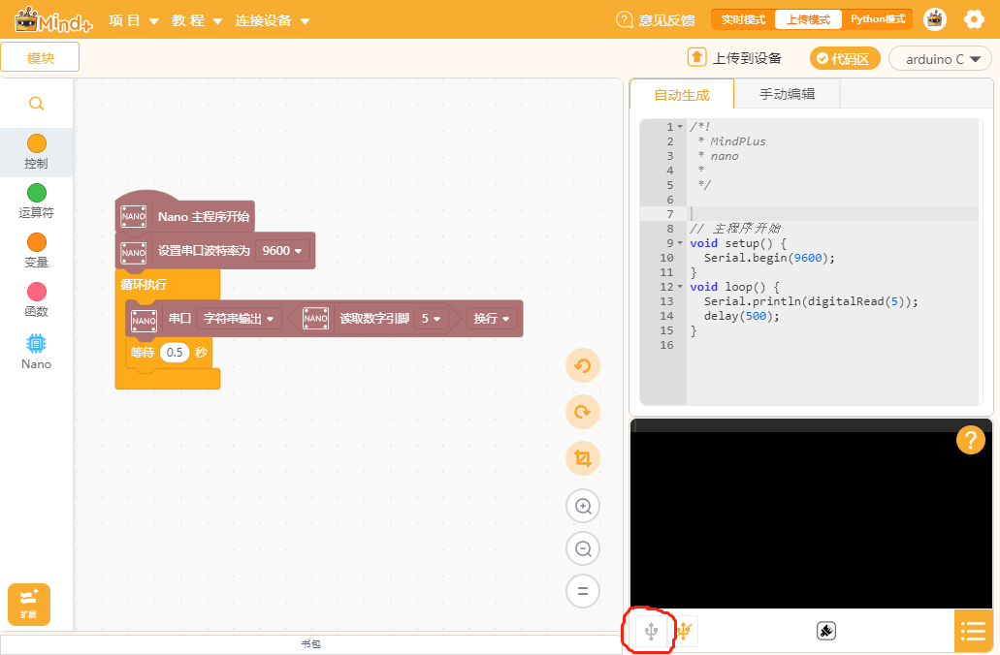 Mind+ 项目 教程 连接设备 意见反馈 实时模式 上传模式 Python模式
模块 上传到设备 代码区 arduino C
控制
运算符
变量
函数
Nano
扩展
NANO Nano 主程序开始
NANO 设置串口波特率为 9600
循环执行
NANO 串口 字符串输出 NANO 读取数字引脚 5 换行
等待 0.5 秒
书包
自动生成 手动编辑
1 /*!
2 * MindPlus
3 * nano
4 *
5 */
6
7
8 // 主程序开始
9 void setup() {
10 Serial.begin(9600);
11 }
12 void loop() {
13 Serial.println(digitalRead(5));
14 delay(500);
15 }
16
?